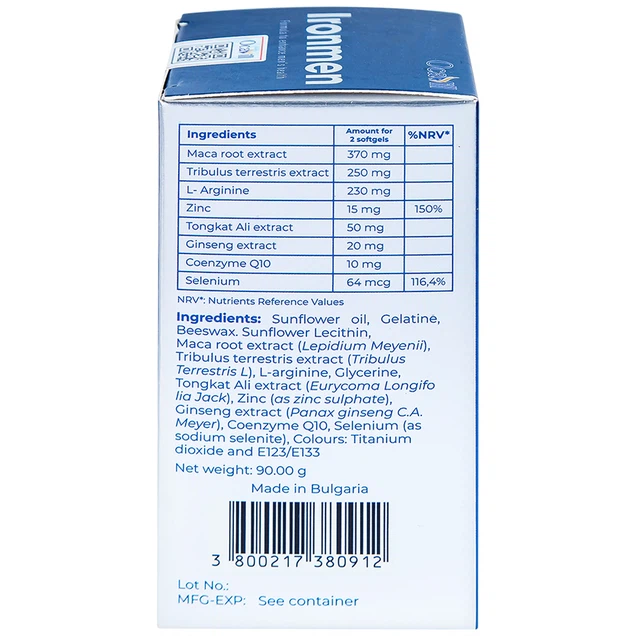 Ironmen
Formula to enhance men's health
Ingredients Amount for 2 softgels %NRV*
Maca root extract 370 mg
Tribulus terrestris extract 250 mg
L- Arginine 230 mg
Zinc 15 mg 150%
Tongkat Ali extract 50 mg
Ginseng extract 20 mg
Coenzyme Q10 10 mg
Selenium 64 mcg 116,4%
NRV*: Nutrients Reference Values
Ingredients: Sunflower oil, Gelatine,
Beeswax. Sunflower Lecithin,
Maca root extract (Lepidium Meyenii),
Tribulus terrestris extract (Tribulus
Terrestris L), L-arginine, Glycerine,
Tongkat Ali extract (Eurycoma Longifo
lia Jack), Zinc (as zinc sulphate),
Ginseng extract (Panax ginseng C.A.
Meyer), Coenzyme Q10, Selenium (as
sodium selenite), Colours: Titanium
dioxide and E123/E133
Net weight: 90.00 g
Made in Bulgaria
3 800217 380912
Lot No.:
MFG-EXP: See container